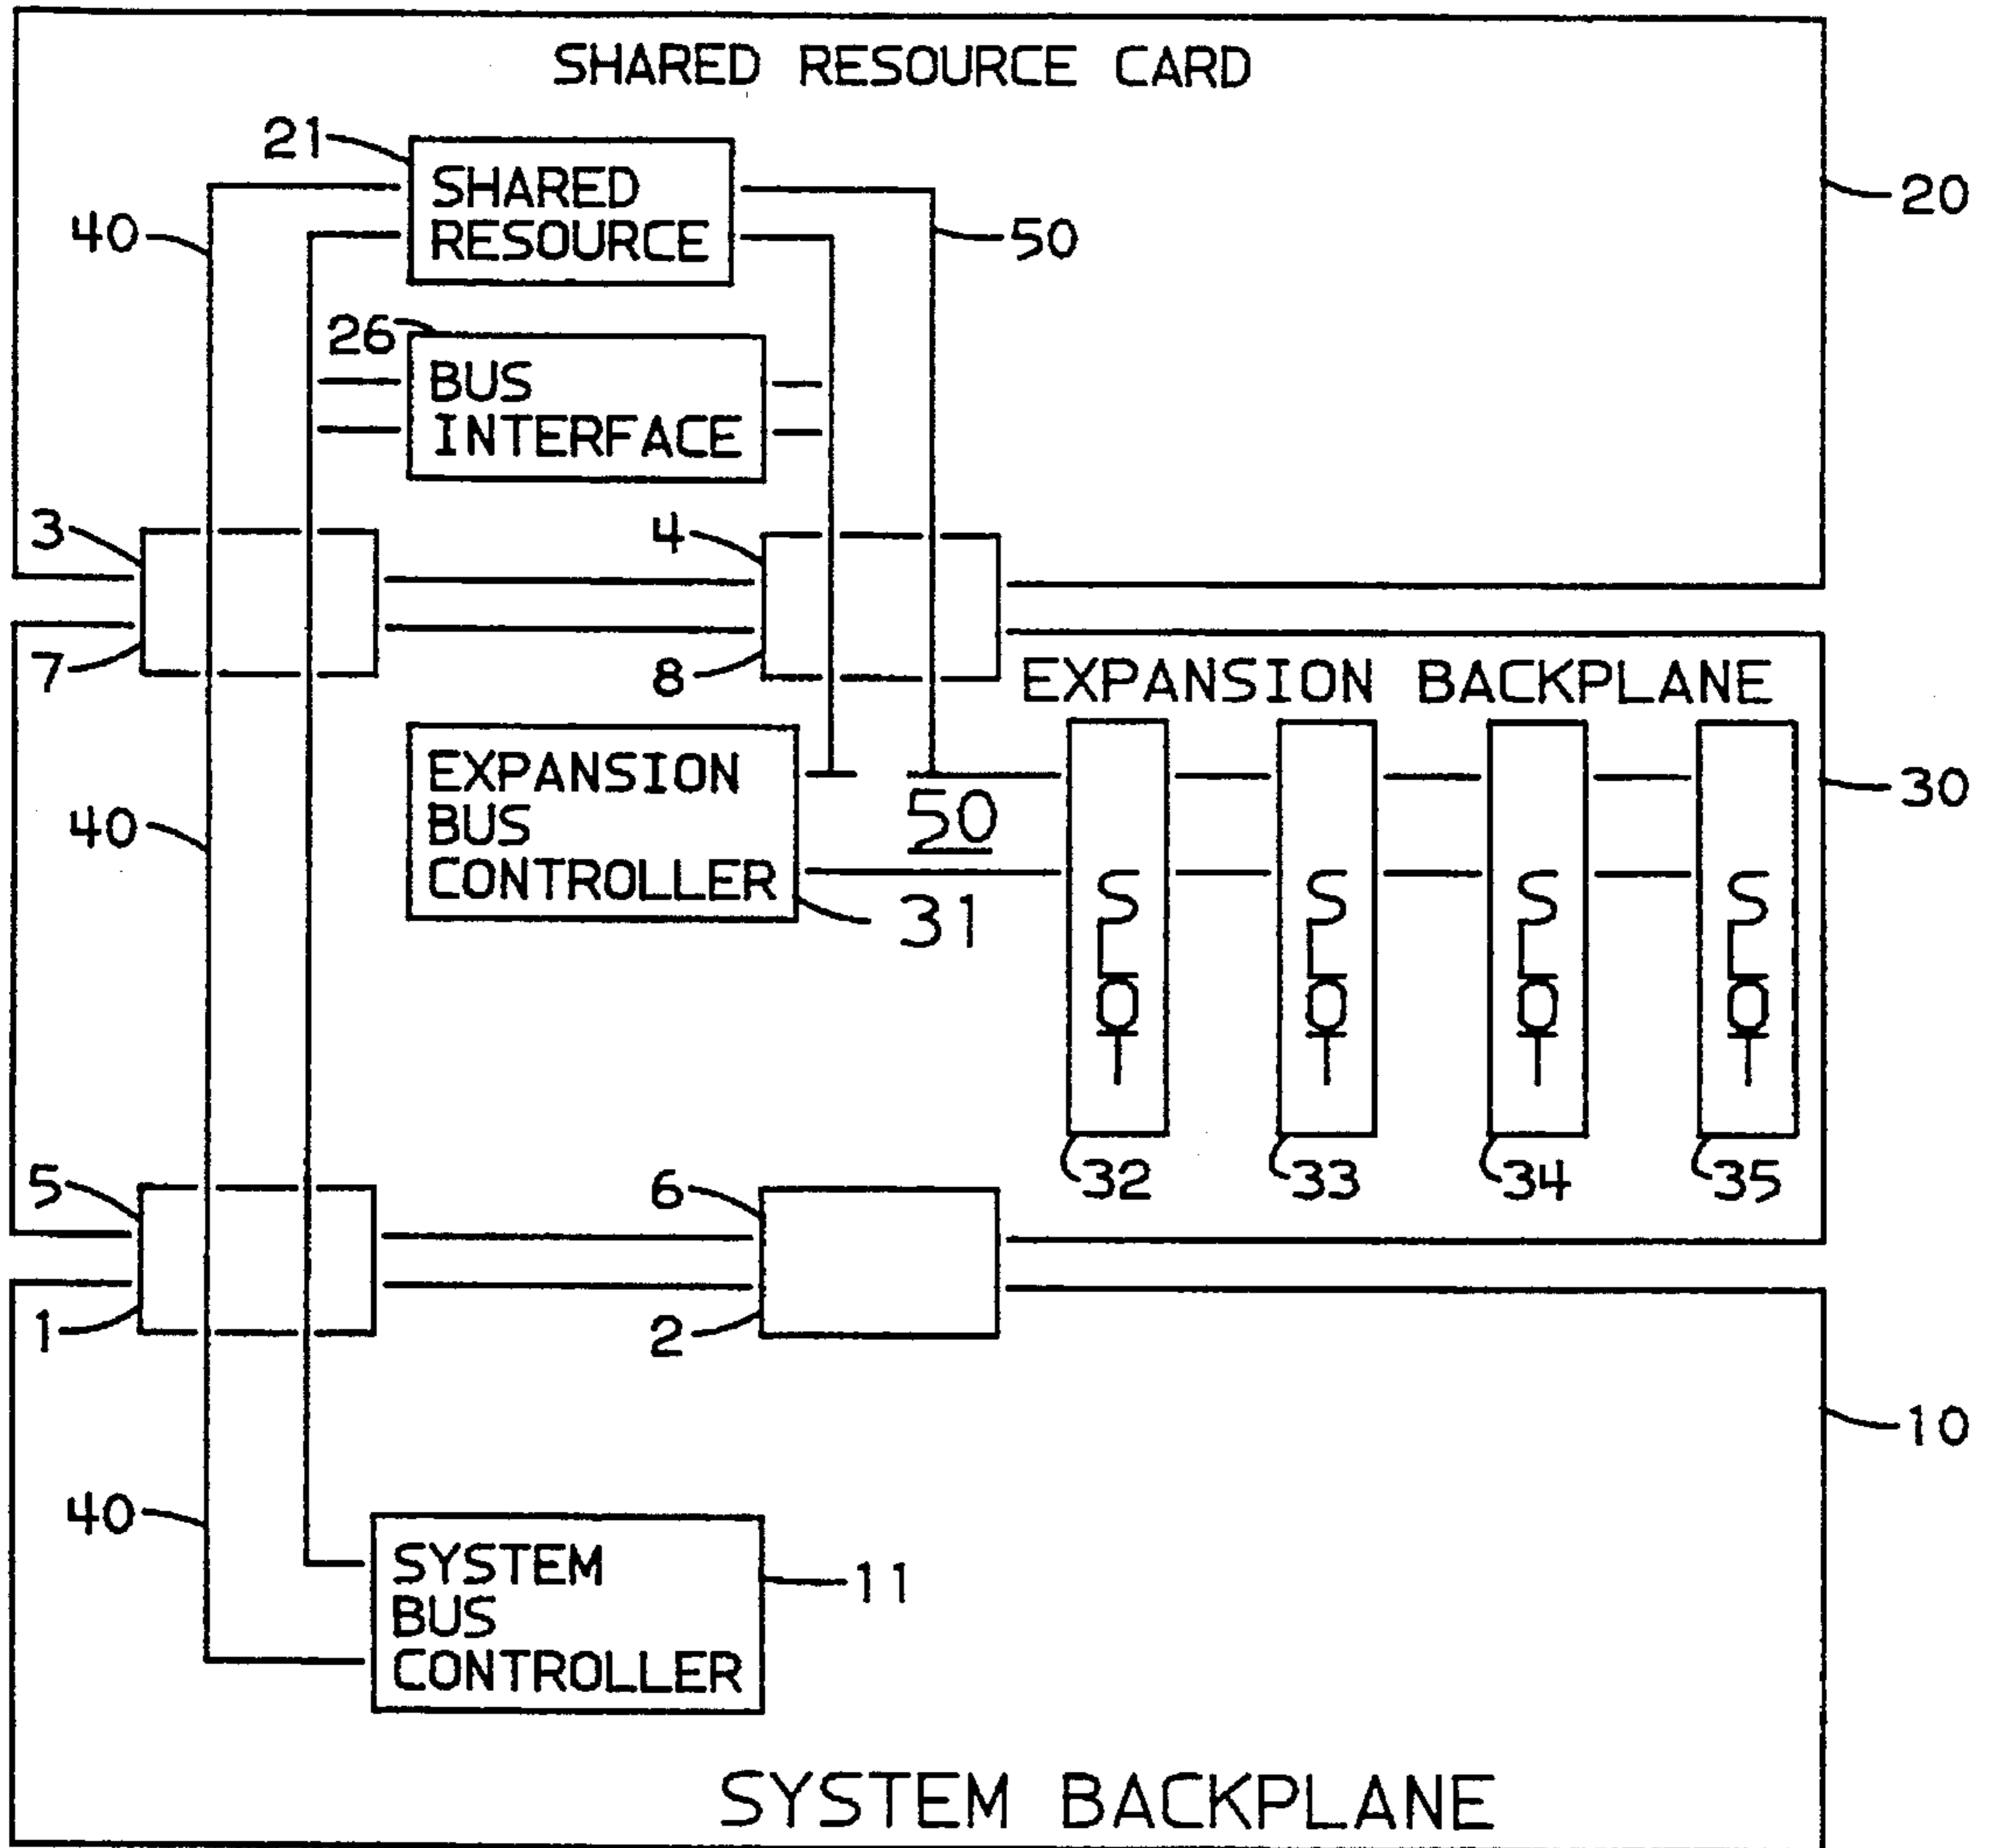 SHARED RESOURCE CARD
21
SHARED
RESOURCE
20
40
50
26
BUS
INTERFACE
3
4
7
8
EXPANSION BACKPLANE
EXPANSION
BUS
CONTROLLER
50
30
40
31
SLOT
SLOT
SLOT
SLOT
32
33
34
35
5
6
1
2
10
40
SYSTEM
BUS
CONTROLLER
11
SYSTEM BACKPLANE